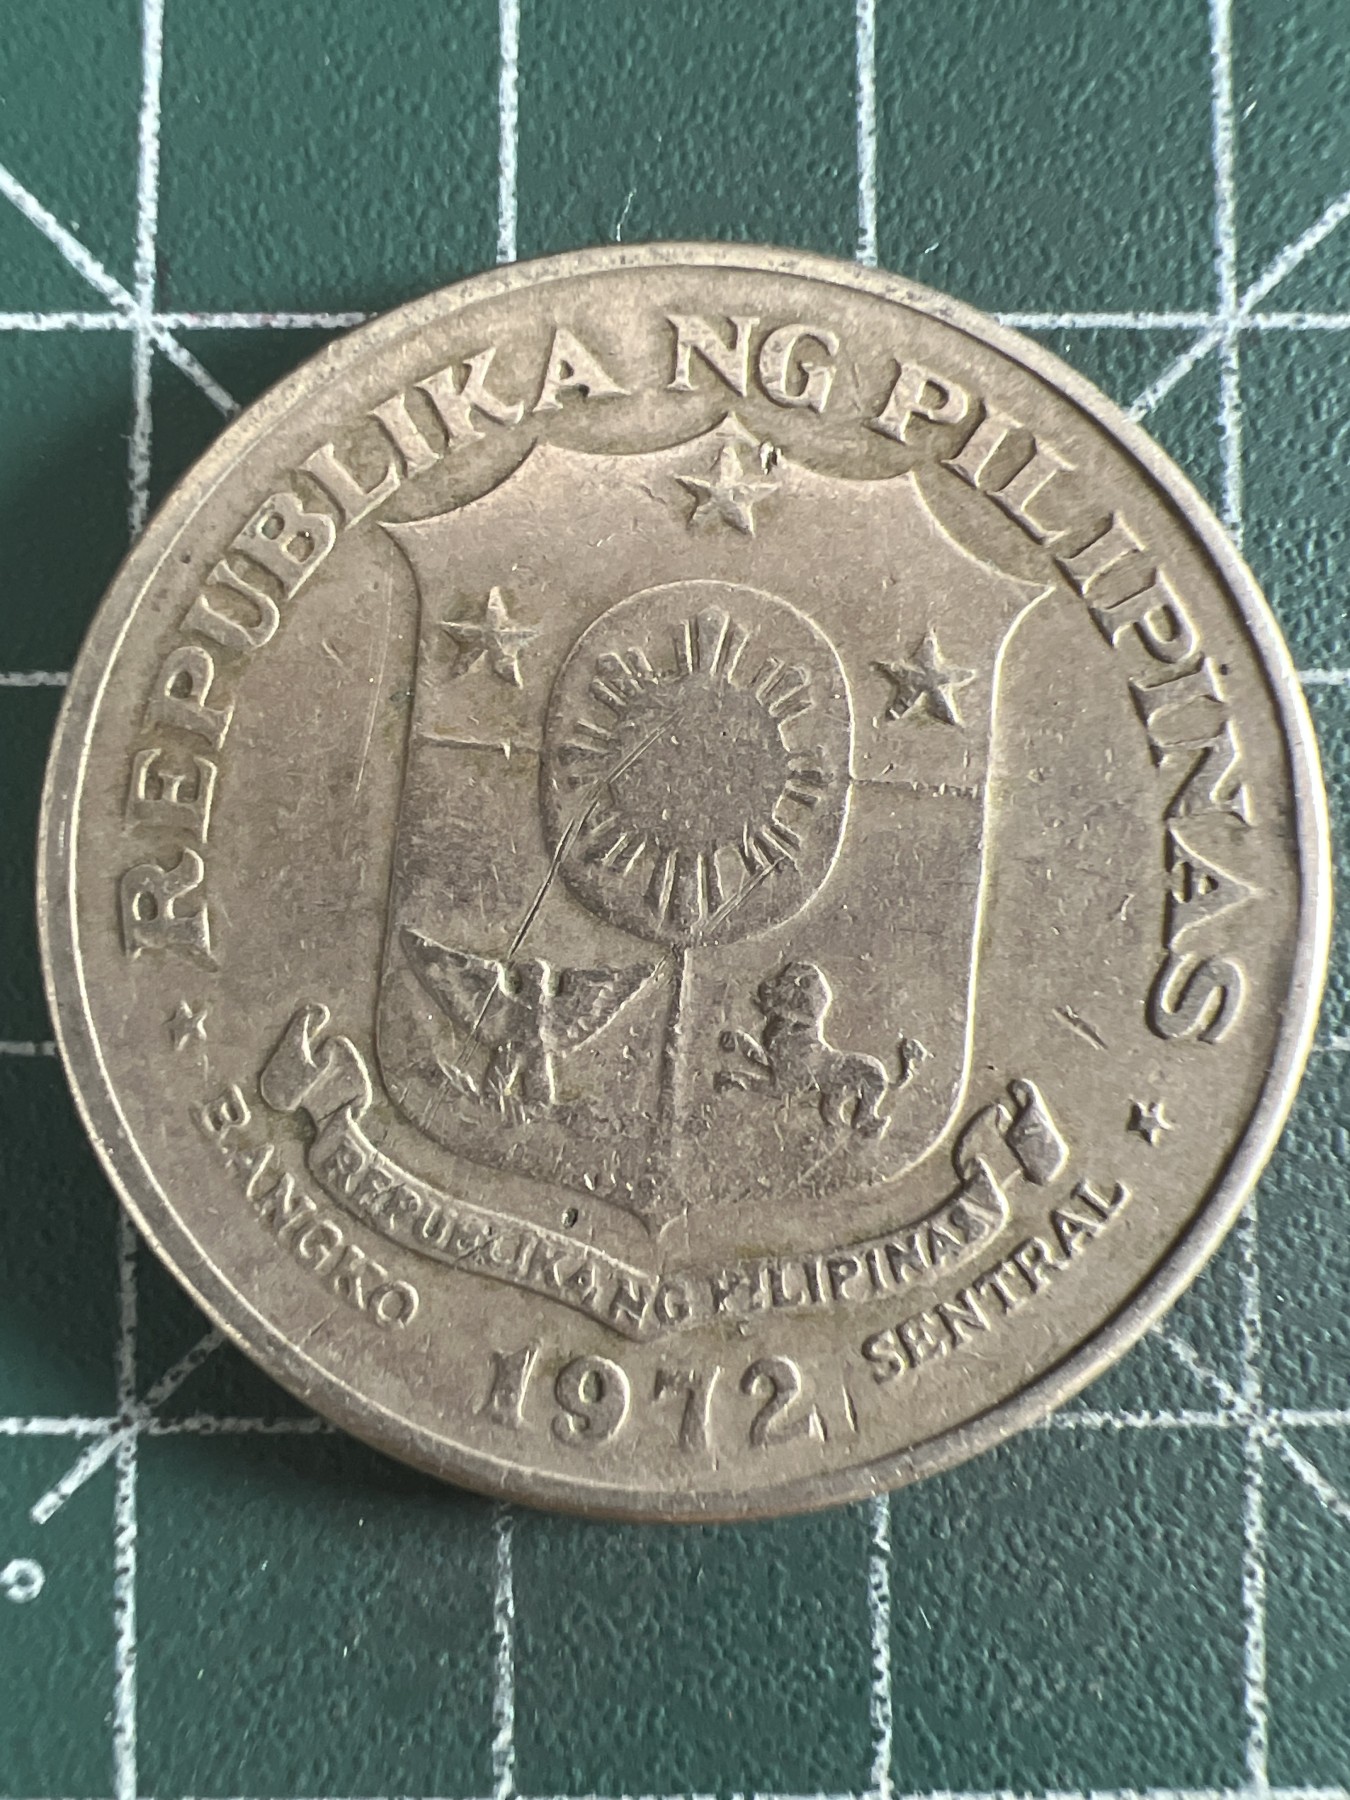 REPUBLIKA NG PILIPINAS
REPUBLIKA NG PILIPINAS
BANGKO SENTRAL
1972